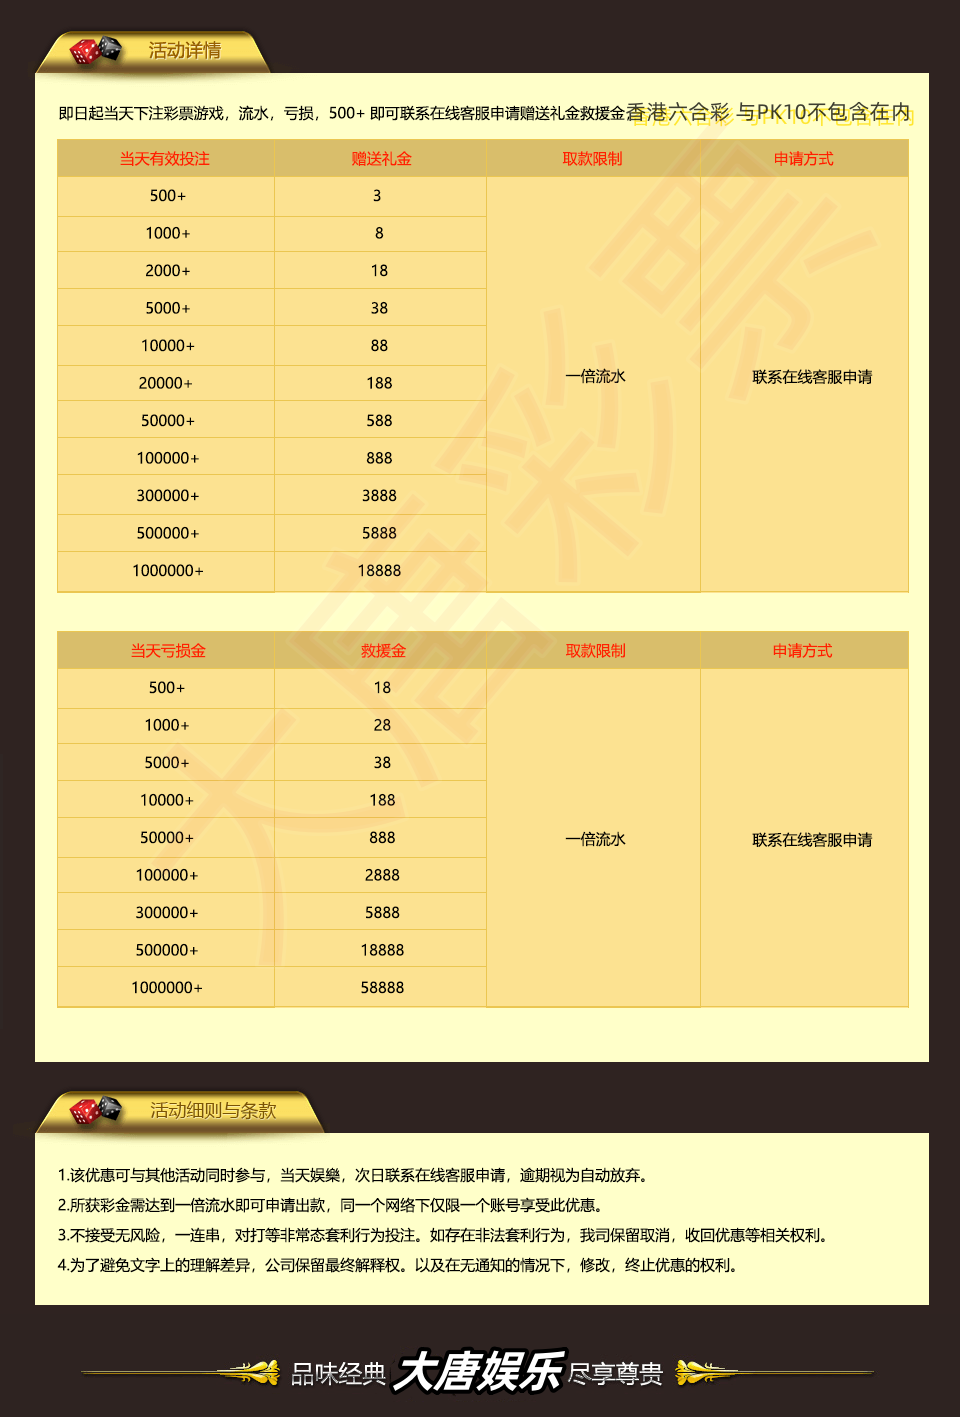 活动详情
即日起当天下注彩票游戏，流水，亏损，500+ 即可联系在线客服申请赠送礼金救援金 香港六合彩 与PK10不包含在内
当天有效投注 赠送礼金 取款限制 申请方式
500+ 3
1000+ 8
2000+ 18
5000+ 38
10000+ 88
20000+ 188 一倍流水 联系在线客服申请
50000+ 588
100000+ 888
300000+ 3888
500000+ 5888
1000000+ 18888
当天亏损金 救援金 取款限制 申请方式
500+ 18
1000+ 28
5000+ 38
10000+ 188
50000+ 888 一倍流水 联系在线客服申请
100000+ 2888
300000+ 5888
500000+ 18888
1000000+ 58888
大唐彩票
活动细则与条款
1.该优惠可与其他活动同时参与，当天娱樂，次日联系在线客服申请，逾期视为自动放弃。
2.所获彩金需达到一倍流水即可申请出款，同一个网络下仅限一个账号享受此优惠。
3.不接受无风险，一连串，对打等非常态套利行为投注。如存在非法套利行为，我司保留取消，收回优惠等相关权利。
4.为了避免文字上的理解差异，公司保留最终解释权。以及在无通知的情况下，修改，终止优惠的权利。
品味经典 大唐娱乐 尽享尊贵